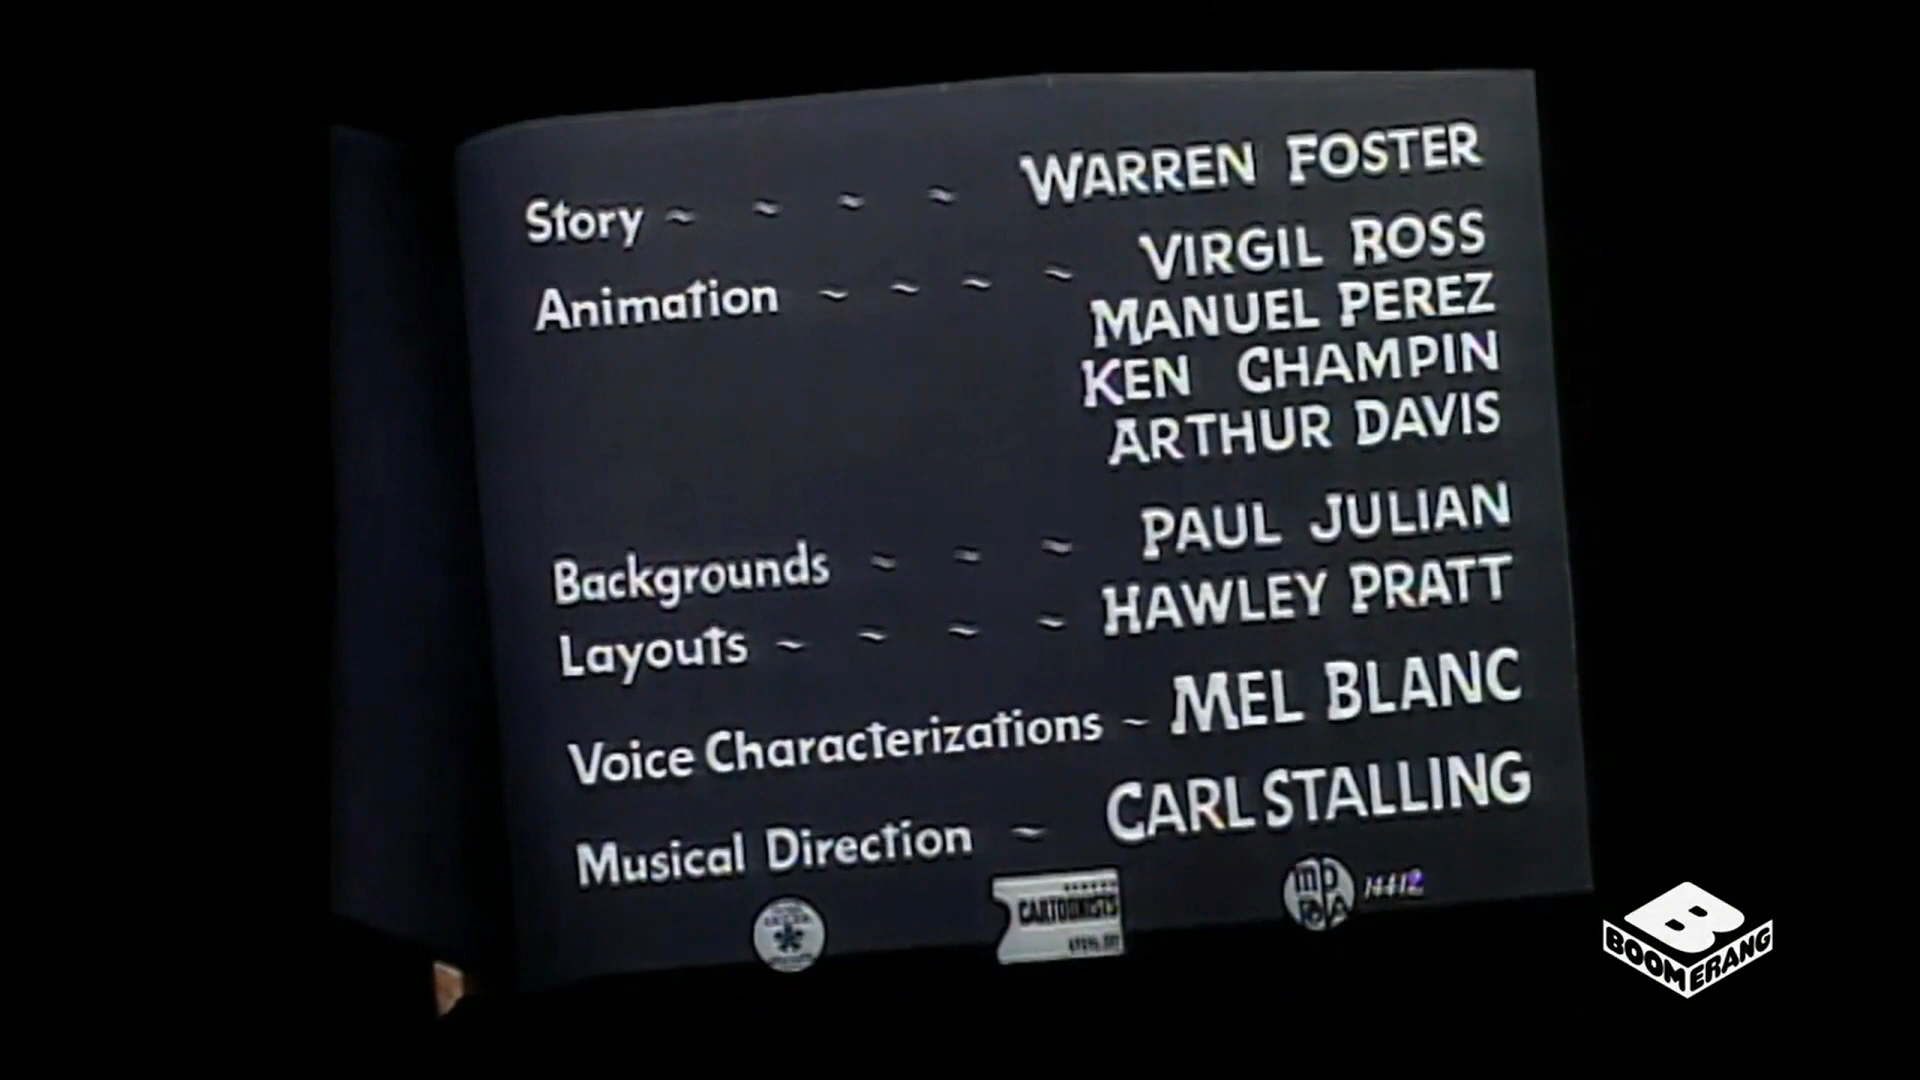 Story ~ ~ ~ ~ WARREN FOSTER
Animation ~ ~ ~ ~ VIRGIL ROSS
MANUEL PEREZ
KEN CHAMPIN
ARTHUR DAVIS
Backgrounds ~ ~ ~ PAUL JULIAN
Layouts ~ ~ ~ ~ HAWLEY PRATT
Voice Characterizations ~ MEL BLANC
Musical Direction ~ CARL STALLING
CARTOONISTS
MPPDA 14412
B
BOOMERANG